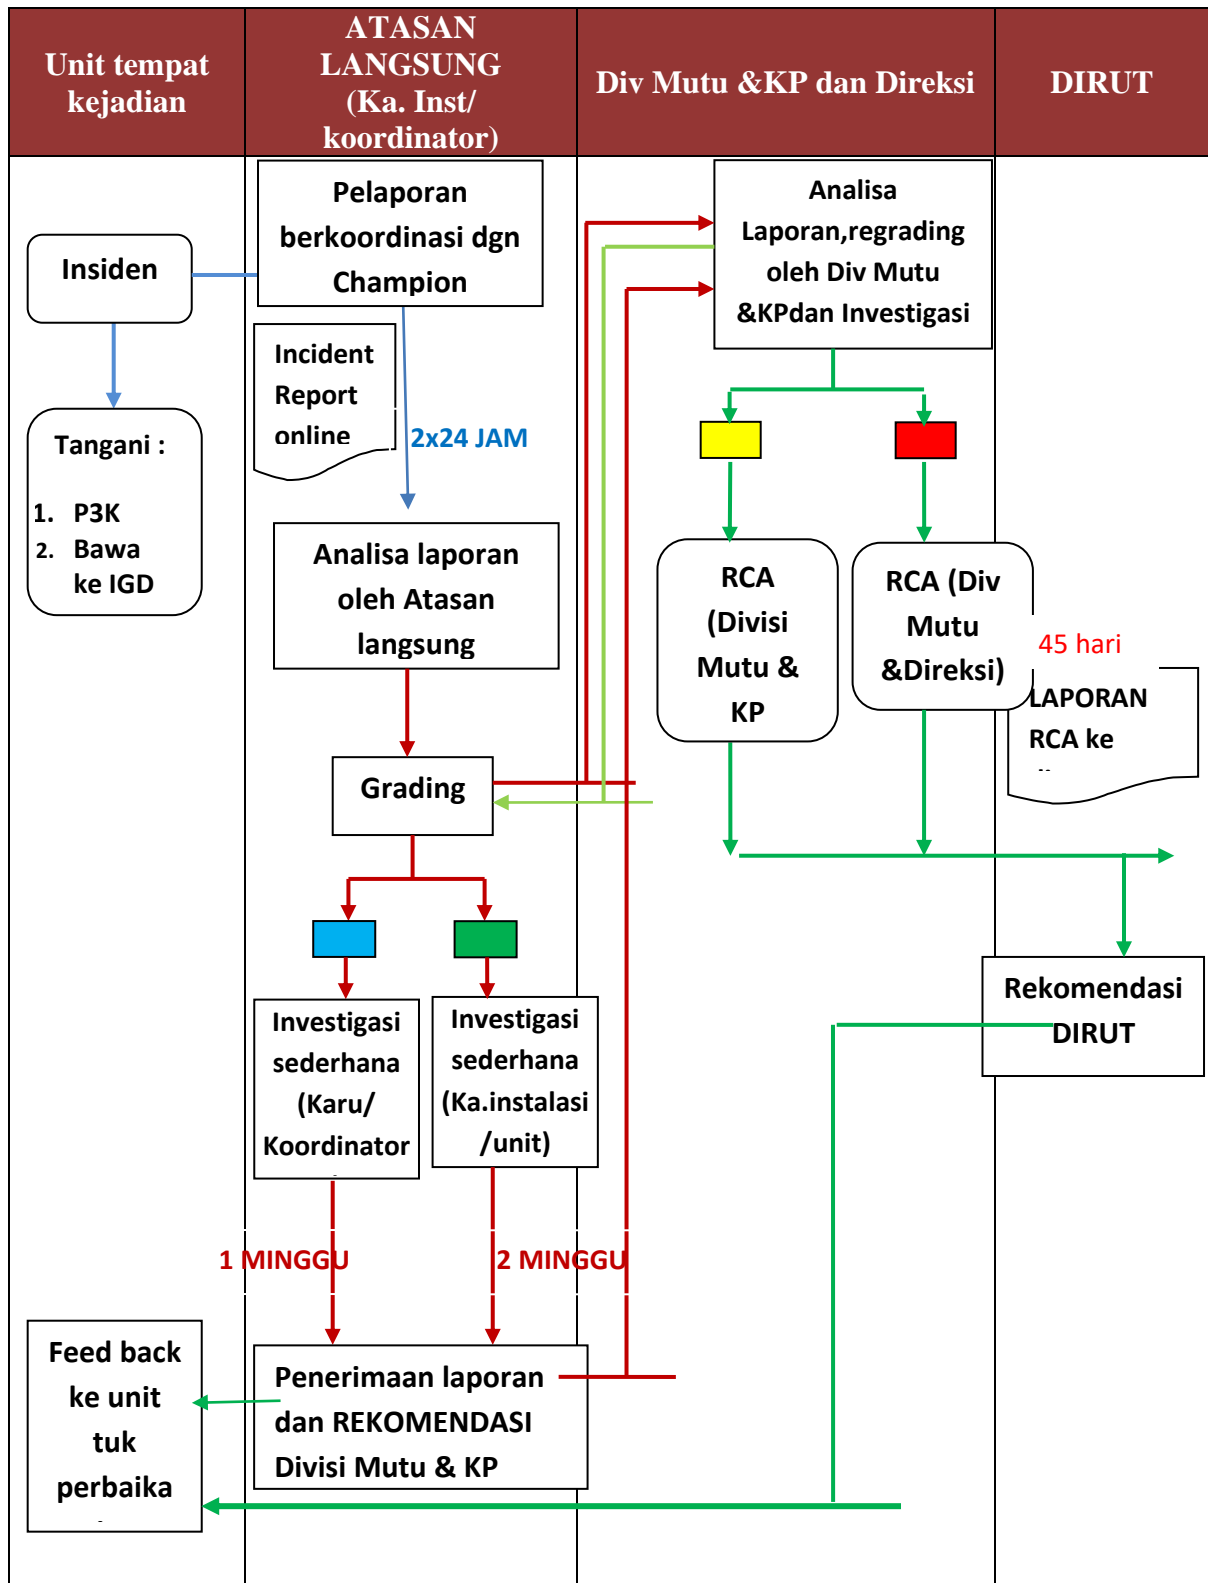 Unit tempat
kejadian
ATASAN
LANGSUNG
(Ka. Inst/
koordinator)
Div Mutu &KP dan Direksi
DIRUT
Insiden
Tangani :
1. P3K
2. Bawa
ke IGD
Pelaporan
berkoordinasi dgn
Champion
Incident
Report
online
2x24 JAM
Analisa laporan
oleh Atasan
langsung
Grading
Investigasi
sederhana
(Karu/
Koordinator
Investigasi
sederhana
(Ka.instalasi
/unit)
1 MINGGU
2 MINGGU
Penerimaan laporan
dan REKOMENDASI
Divisi Mutu & KP
Feed back
ke unit
tuk
perbaika
Analisa
Laporan,regrading
oleh Div Mutu
&KPdan Investigasi
RCA
(Divisi
Mutu &
KP
RCA (Div
Mutu
&Direksi)
45 hari
LAPORAN
RCA ke
Rekomendasi
DIRUT